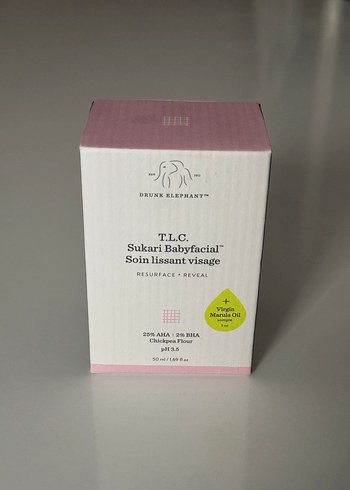 DRUNK ELEPHANT™
T.L.C.
Sukari Babyfacial™
Soin lissant visage
RESURFACE + REVEAL
+
Virgin
Marula Oil
sample
25% AHA + 2% BHA
Chickpea Flour
pH 3.5
50 ml / 1.69 fl oz